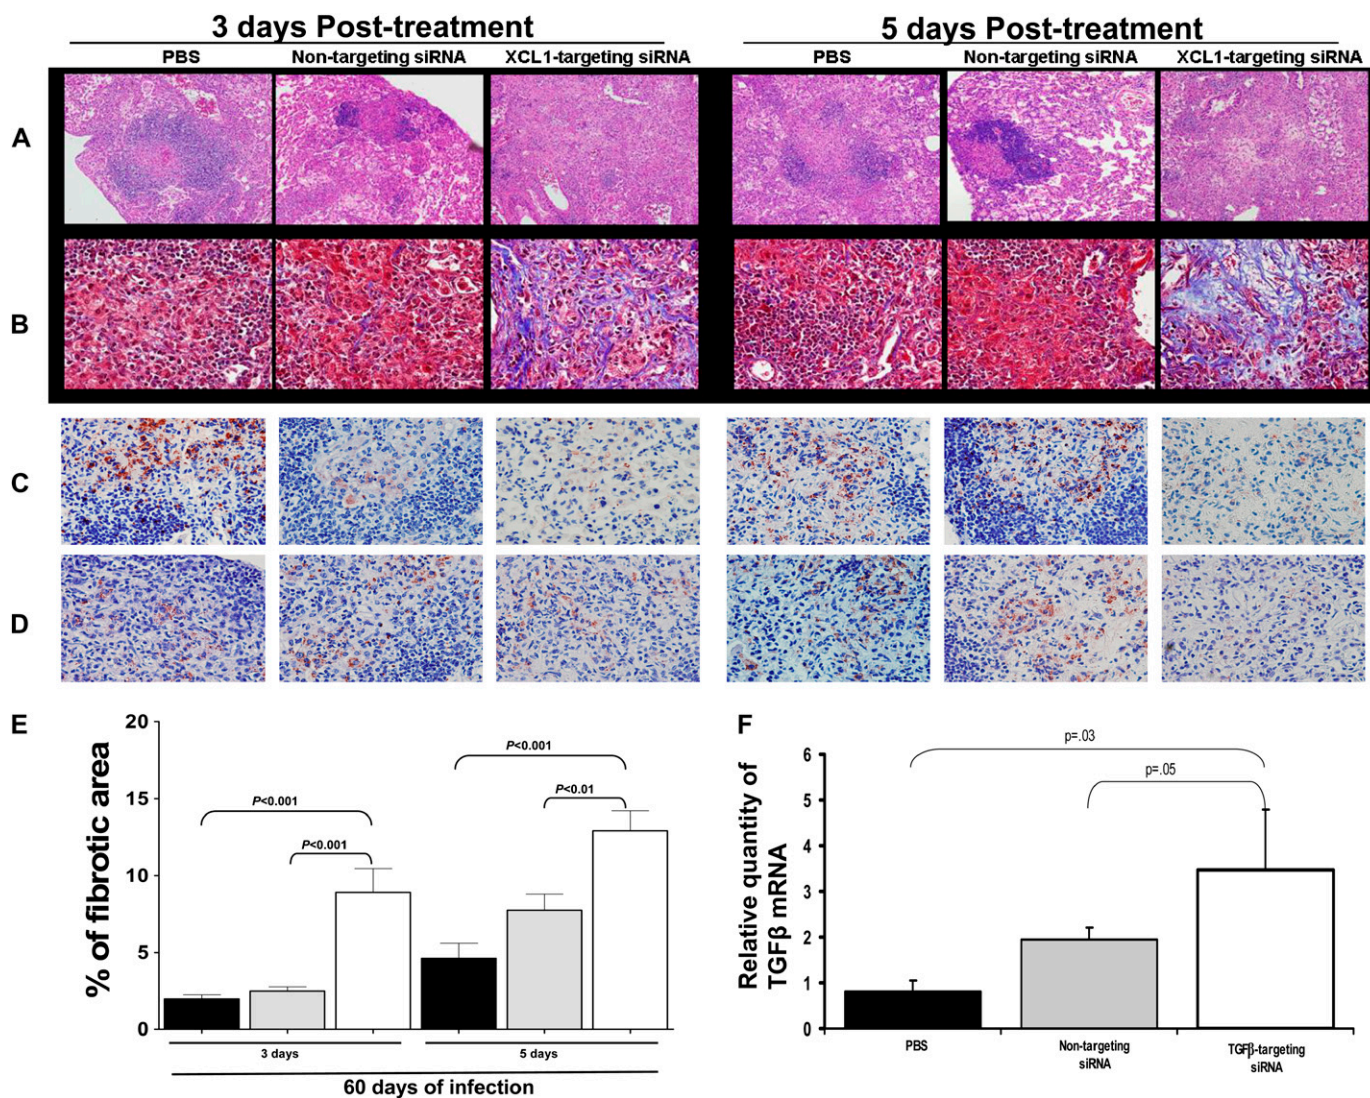 3 days Post-treatment
5 days Post-treatment
PBS
Non-targeting siRNA
XCL1-targeting siRNA
PBS
Non-targeting siRNA
XCL1-targeting siRNA
A
B
C
D
E
% of fibrotic area
20
15
10
5
0
P<0.001
P<0.001
P<0.001
P<0.01
3 days
5 days
60 days of infection
F
Relative quantity of
TGFβ mRNA
6
5
4
3
2
1
0
p=.03
p=.05
PBS
Non-targeting
siRNA
TGFβ-targeting
siRNA